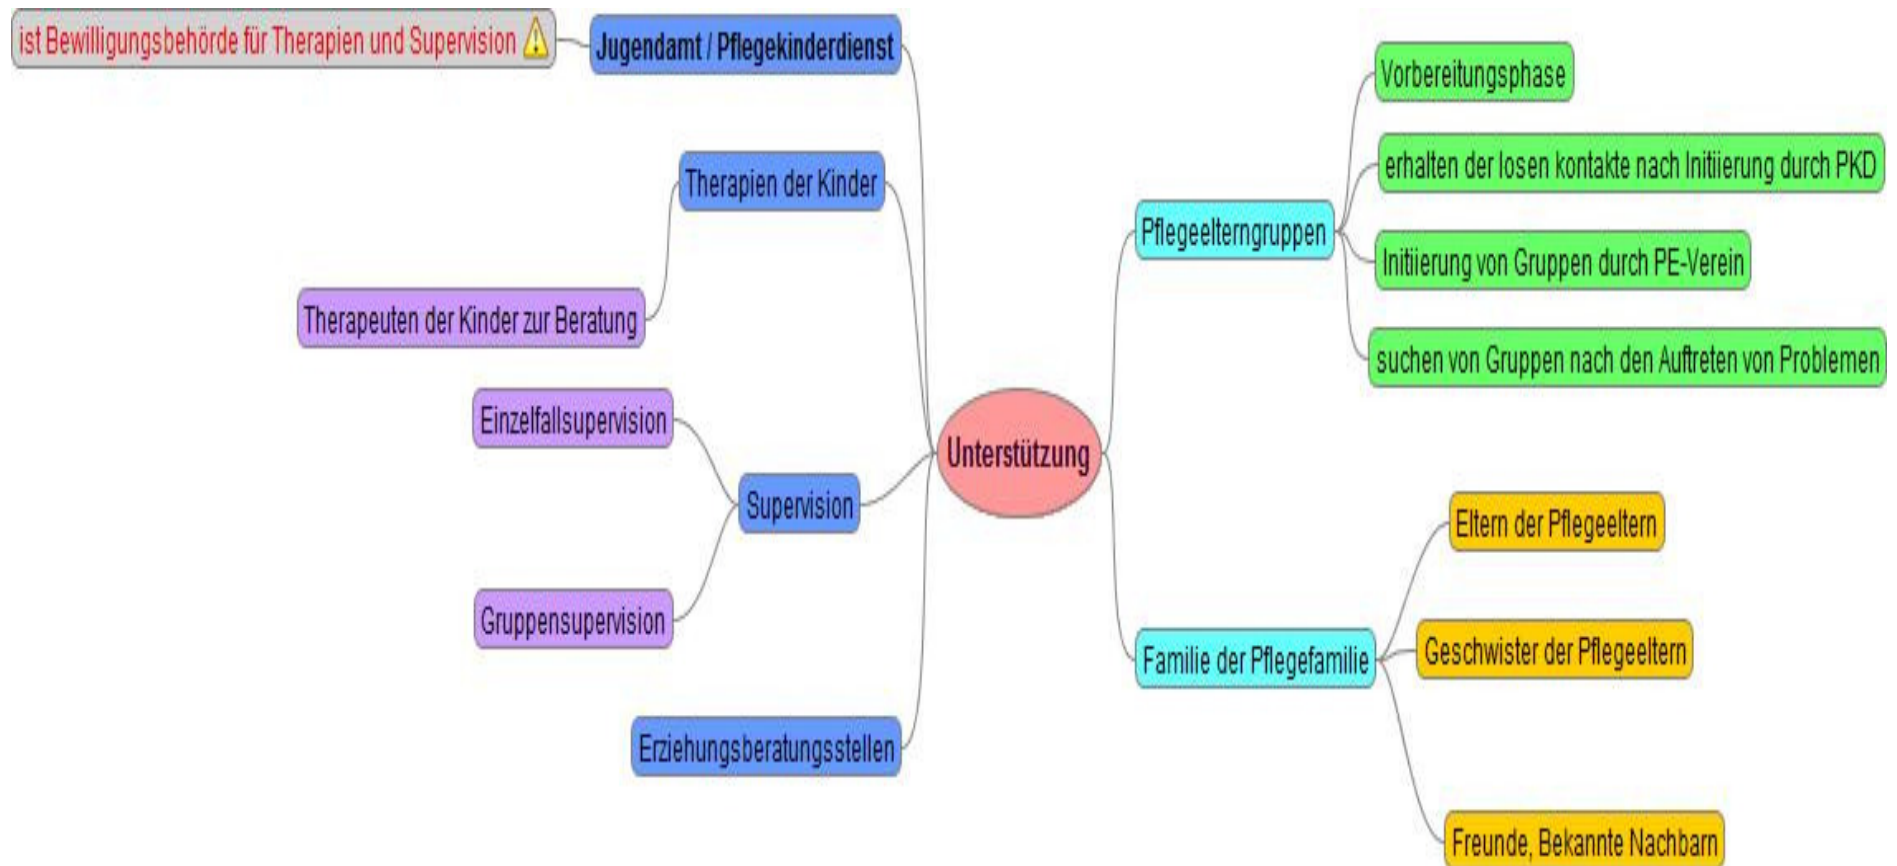 ist Bewilligungsbehörde für Therapien und Supervision
Jugendamt / Pflegekinderdienst
Therapien der Kinder
Therapeuten der Kinder zur Beratung
Einzelfallsupervision
Supervision
Gruppensupervision
Erziehungsberatungsstellen
Unterstützung
Pflegeelterngruppen
Vorbereitungsphase
erhalten der losen kontakte nach Initiierung durch PKD
Initiierung von Gruppen durch PE-Verein
suchen von Gruppen nach den Auftreten von Problemen
Familie der Pflegefamilie
Eltern der Pflegeeltern
Geschwister der Pflegeeltern
Freunde, Bekannte Nachbarn